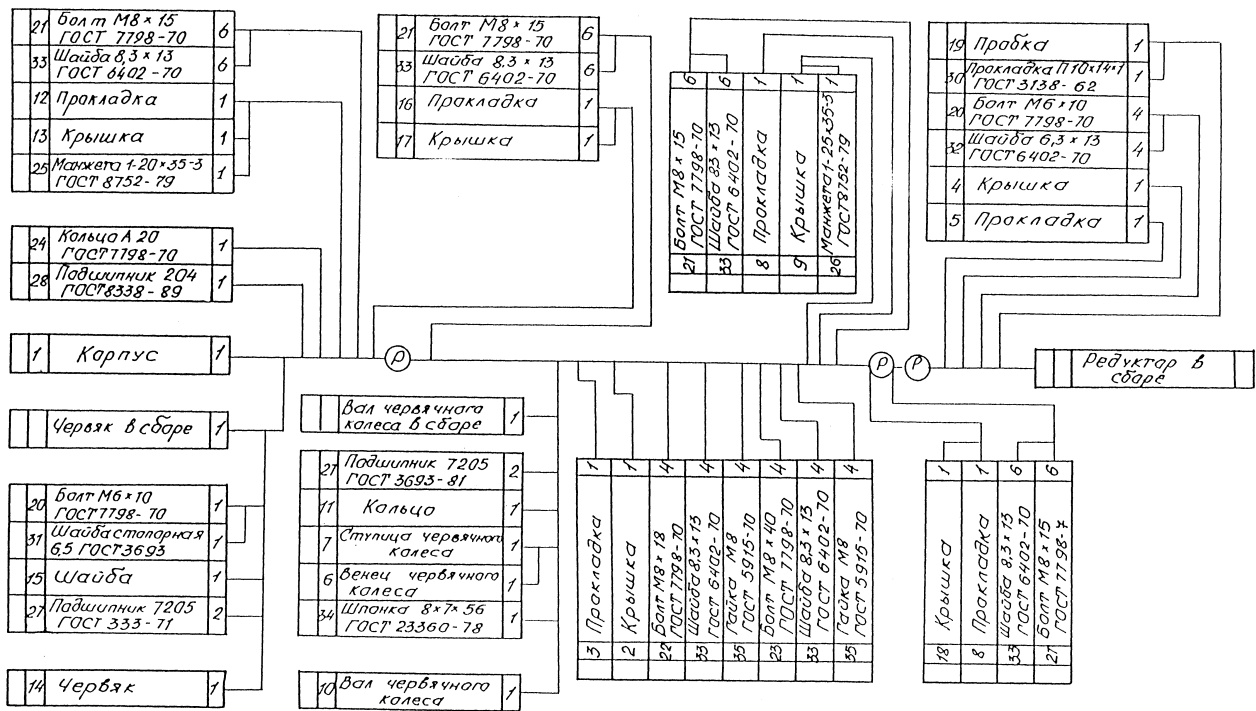 21 Болт М8 × 15 6
ГОСТ 7798-70
33 Шайба 8,3 × 13 6
ГОСТ 6402-70
12 Прокладка 1
13 Крышка 1
25 Манжета 1-20×35-3 1
ГОСТ 8752-79
24 Кольцо А 20 1
ГОСТ 7798-70
28 Подшипник 204 1
ГОСТ 8338-89
1 Корпус 1
Червяк в сборе 1
20 Болт М6×10 1
ГОСТ 7798-70
31 Шайба стопорная 1
6,5 ГОСТ 3693
15 Шайба 1
27 Подшипник 7205 2
ГОСТ 333-71
14 Червяк 1
21 Болт М8 × 15 6
ГОСТ 7798-70
33 Шайба 8,3 × 13 6
ГОСТ 6402-70
16 Прокладка 1
17 Крышка 1
Р
Вал червячного 1
колеса в сборе
27 Подшипник 7205 2
ГОСТ 3693-81
11 Кольцо 1
7 Ступица червячного 1
колеса
6 Венец червячного 1
колеса
34 Шпонка 8×7×56 1
ГОСТ 23360-78
10 Вал червячного 1
колеса
21 Болт М8 × 15 6
ГОСТ 7798-70
33 Шайба 8,3 × 13 6
ГОСТ 6402-70
8 Прокладка 1
9 Крышка 1
26 Манжета 1-25×35-3 1
ГОСТ 8752-79
3 Прокладка 1
2 Крышка 1
22 Болт М8 × 18 4
ГОСТ 7798-70
33 Шайба 8,3×13 4
ГОСТ 6402-70
35 Гайка М8 4
ГОСТ 5915-70
23 Болт М8 × 40 4
ГОСТ 7798-70
33 Шайба 8,3×13 4
ГОСТ 6402-70
35 Гайка М8 4
ГОСТ 5915-70
19 Пробка 1
30 Прокладка П 10×14×1 1
ГОСТ 3138-62
20 Болт М6×10 4
ГОСТ 7798-70
32 Шайба 6,3 × 13 4
ГОСТ 6402-70
4 Крышка 1
5 Прокладка 1
Р Р
Редуктор в
сборе
18 Крышка 1
8 Прокладка 1
33 Шайба 8,3 × 13 6
ГОСТ 6402-70
21 Болт М8 × 15 6
ГОСТ 7798-7